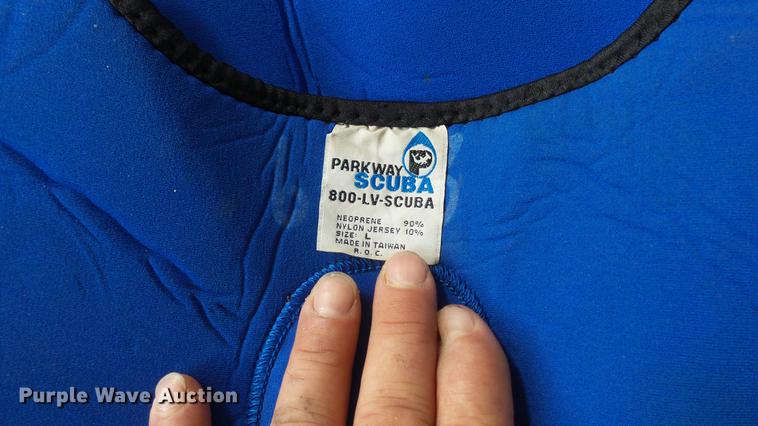 PARKWAY P
SCUBA
800-LV-SCUBA
NEOPRENE 90%
NYLON JERSEY 10%
SIZE: L
MADE IN TAIWAN
R.O.C.
Purple Wave Auction